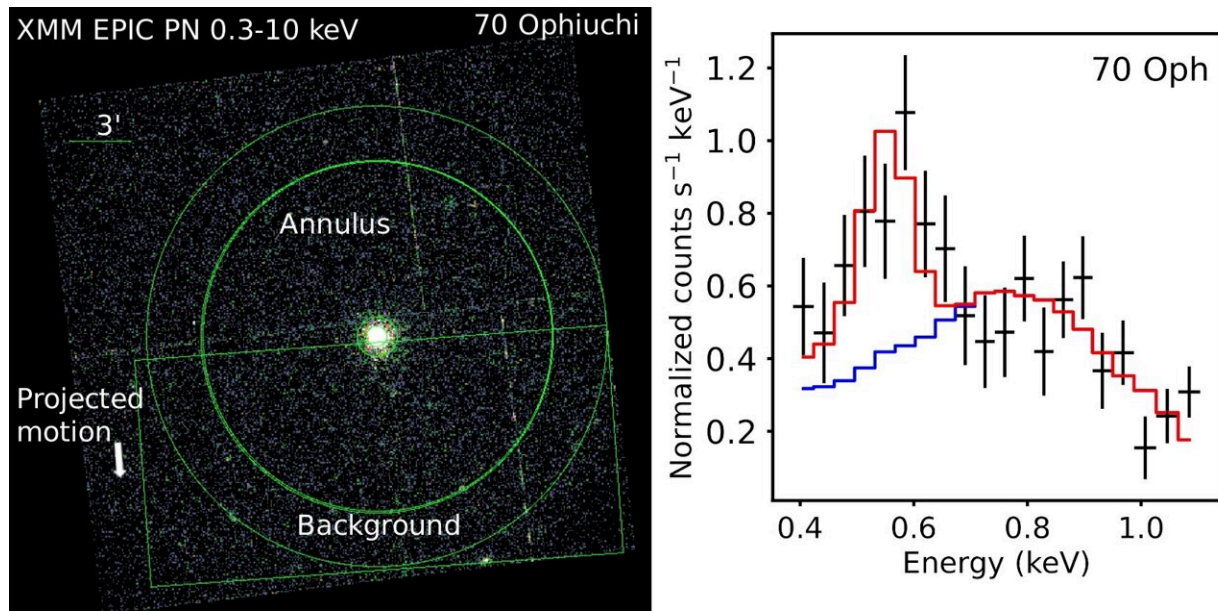 XMM EPIC PN 0.3-10 keV
70 Ophiuchi
3'
Annulus
Projected
motion
Background
70 Oph
Normalized counts s⁻¹ keV⁻¹
1.2
1.0
0.8
0.6
0.4
0.2
0.4 0.6 0.8 1.0
Energy (keV)